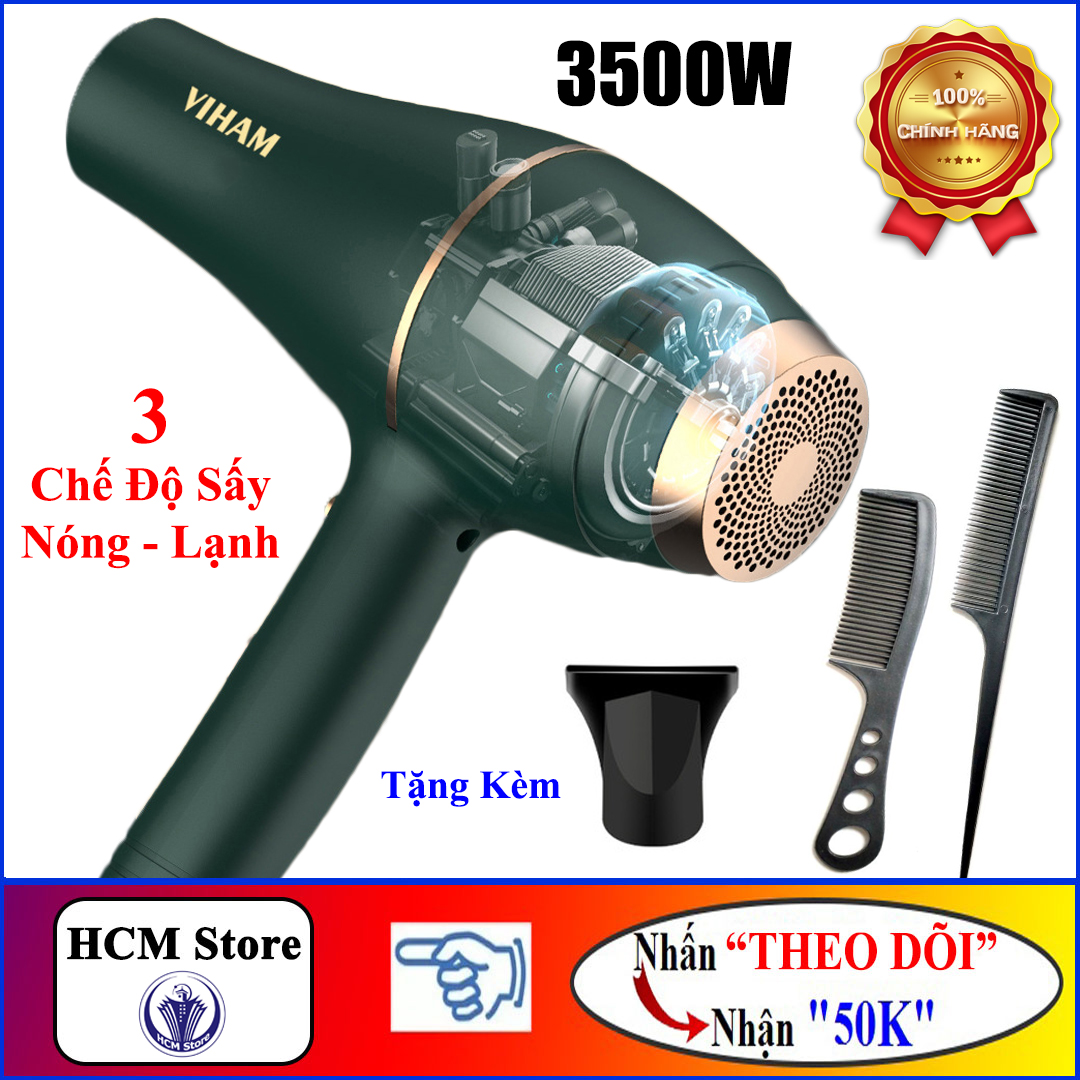 3500W
VIHAM
100%
CHÍNH HÃNG
3
Chế Độ Sấy
Nóng - Lạnh
Tặng Kèm
HCM Store
HCM Store
Nhấn “THEO DÕI”
Nhận "50K"